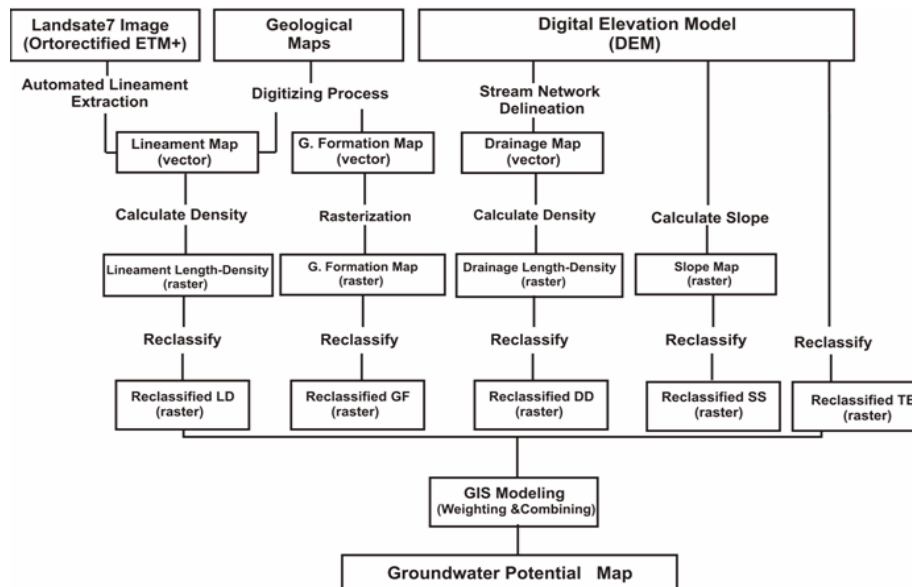 Landsate7 Image
(Ortorectified ETM+)
Geological
Maps
Digital Elevation Model
(DEM)
Automated Lineament
Extraction
Digitizing Process
Stream Network
Delineation
Lineament Map
(vector)
G. Formation Map
(vector)
Drainage Map
(vector)
Calculate Density
Rasterization
Calculate Density
Calculate Slope
Lineament Length-Density
(raster)
G. Formation Map
(raster)
Drainage Length-Density
(raster)
Slope Map
(raster)
Reclassify
Reclassify
Reclassify
Reclassify
Reclassify
Reclassified LD
(raster)
Reclassified GF
(raster)
Reclassified DD
(raster)
Reclassified SS
(raster)
Reclassified TE
(raster)
GIS Modeling
(Weighting &Combining)
Groundwater Potential Map